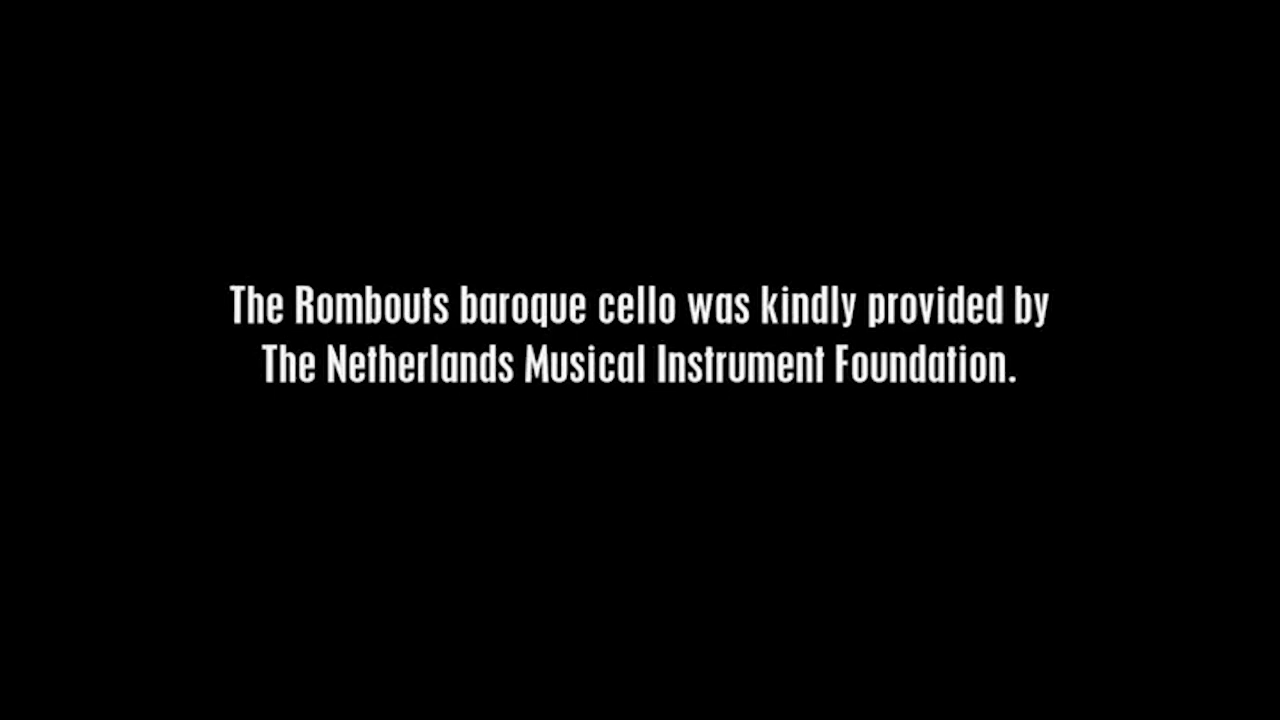 The Rombouts baroque cello was kindly provided by
The Netherlands Musical Instrument Foundation.